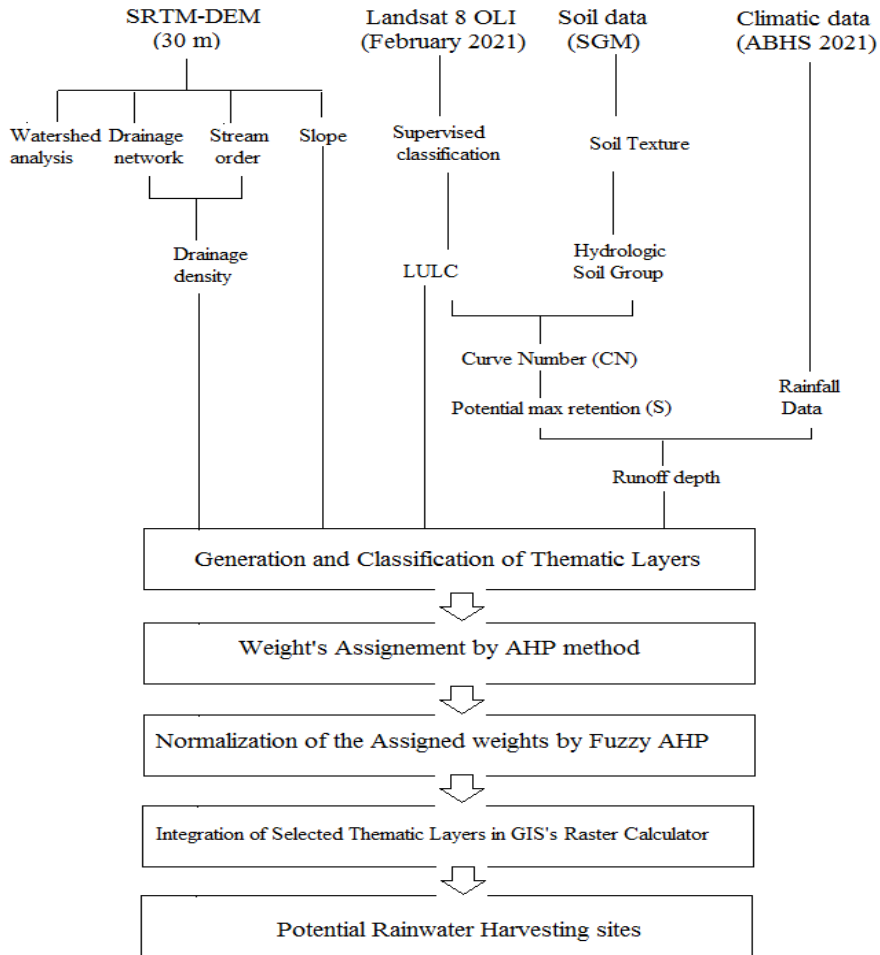 SRTM-DEM
(30 m)
Landsat 8 OLI
(February 2021)
Soil data
(SGM)
Climatic data
(ABHS 2021)
Watershed
analysis
Drainage
network
Stream
order
Slope
Supervised
classification
Soil Texture
Drainage
density
LULC
Hydrologic
Soil Group
Curve Number (CN)
Potential max retention (S)
Rainfall
Data
Runoff depth
Generation and Classification of Thematic Layers
Weight's Assignement by AHP method
Normalization of the Assigned weights by Fuzzy AHP
Integration of Selected Thematic Layers in GIS's Raster Calculator
Potential Rainwater Harvesting sites